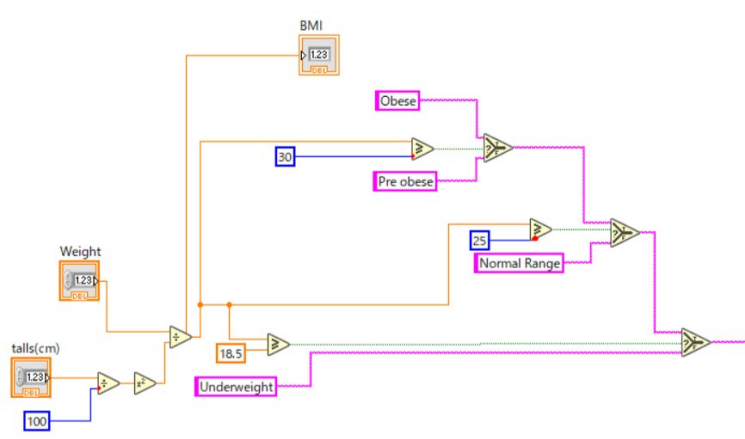 BMI
1.23
DBL
Obese
30
Pre obese
25
Normal Range
Weight
1.23
DBL
18.5
talls(cm)
1.23
DBL
x²
Underweight
100